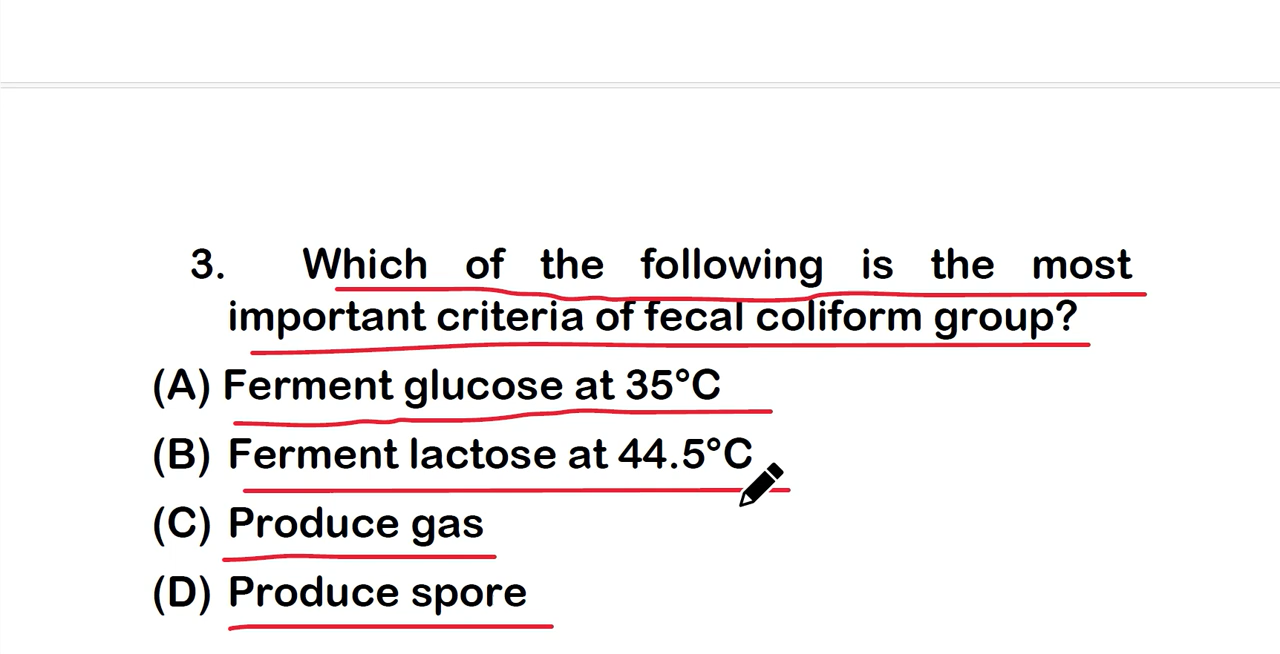 3. Which of the following is the most
important criteria of fecal coliform group?
(A) Ferment glucose at 35°C
(B) Ferment lactose at 44.5°C
(C) Produce gas
(D) Produce spore